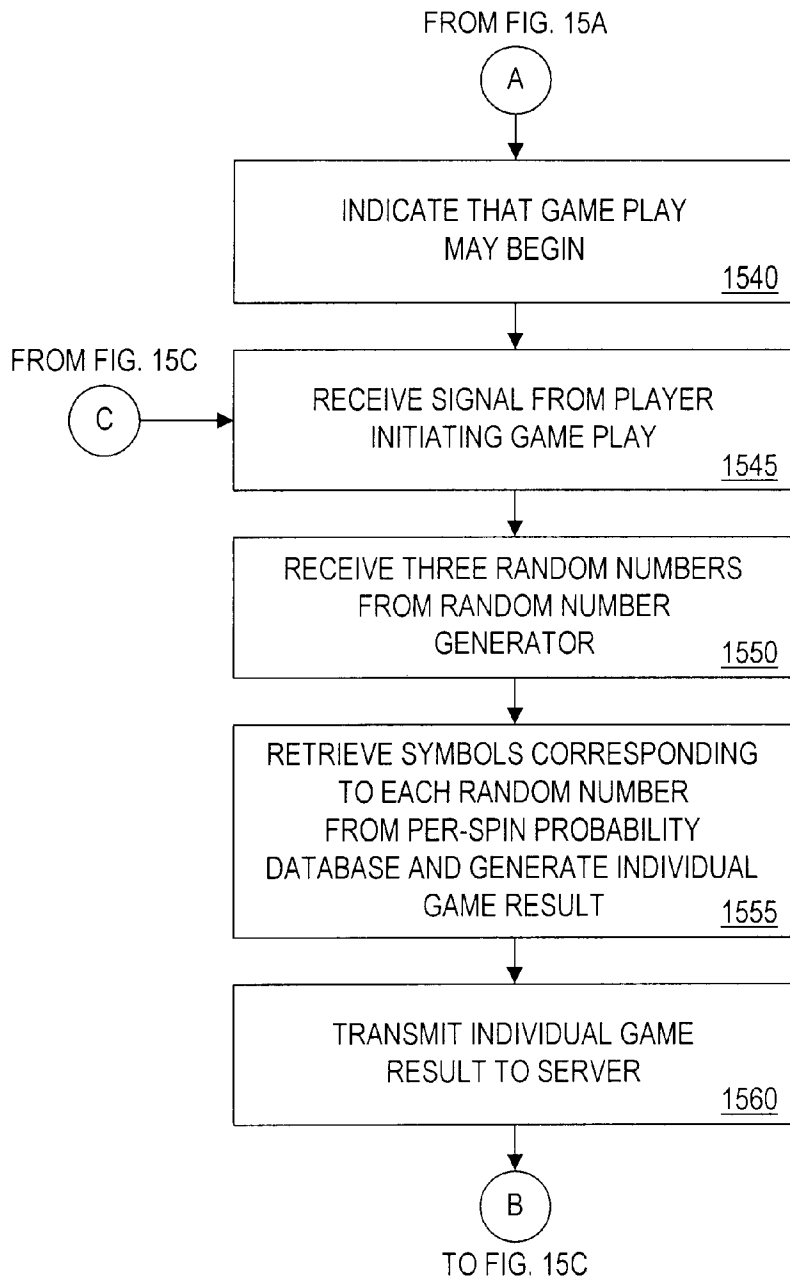 FROM FIG. 15A
A
INDICATE THAT GAME PLAY
MAY BEGIN
1540
FROM FIG. 15C
C
RECEIVE SIGNAL FROM PLAYER
INITIATING GAME PLAY
1545
RECEIVE THREE RANDOM NUMBERS
FROM RANDOM NUMBER
GENERATOR
1550
RETRIEVE SYMBOLS CORRESPONDING
TO EACH RANDOM NUMBER
FROM PER-SPIN PROBABILITY
DATABASE AND GENERATE INDIVIDUAL
GAME RESULT
1555
TRANSMIT INDIVIDUAL GAME
RESULT TO SERVER
1560
B
TO FIG. 15C